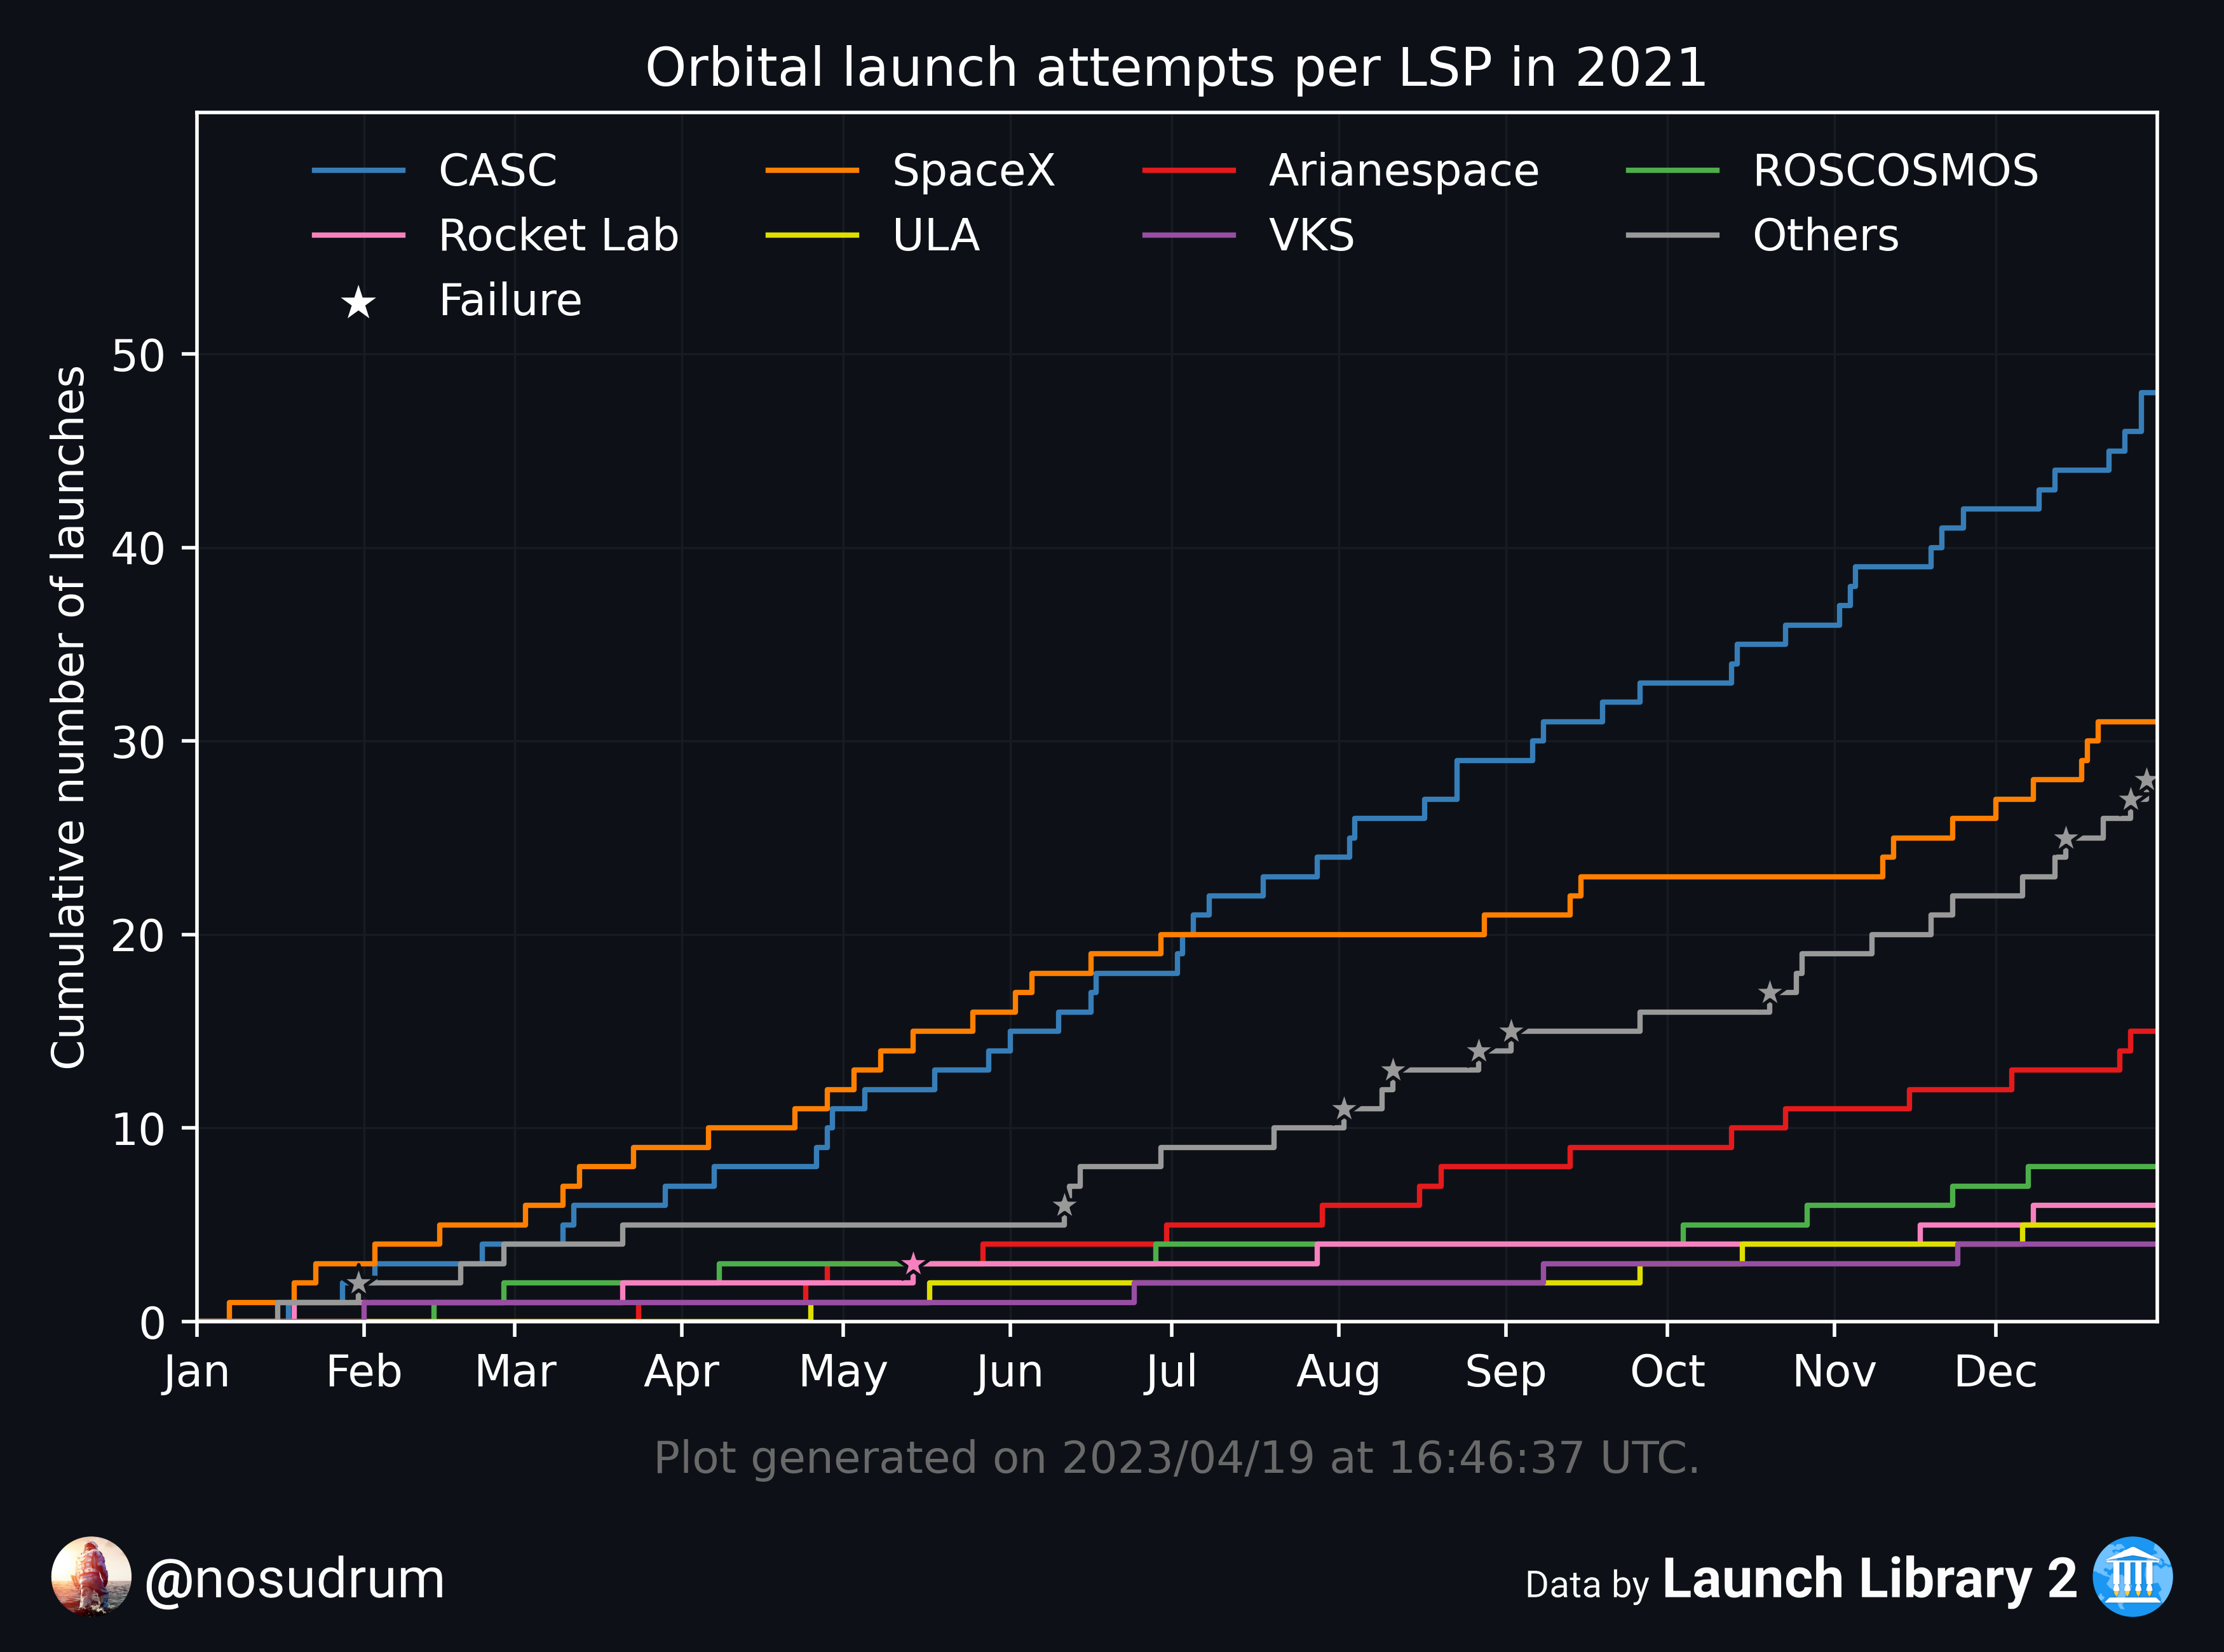 Orbital launch attempts per LSP in 2021
CASC SpaceX Arianespace ROSCOSMOS
Rocket Lab ULA VKS Others
Failure
Cumulative number of launches
50
40
30
20
10
0
Jan Feb Mar Apr May Jun Jul Aug Sep Oct Nov Dec
Plot generated on 2023/04/19 at 16:46:37 UTC.
@nosudrum
Data by Launch Library 2